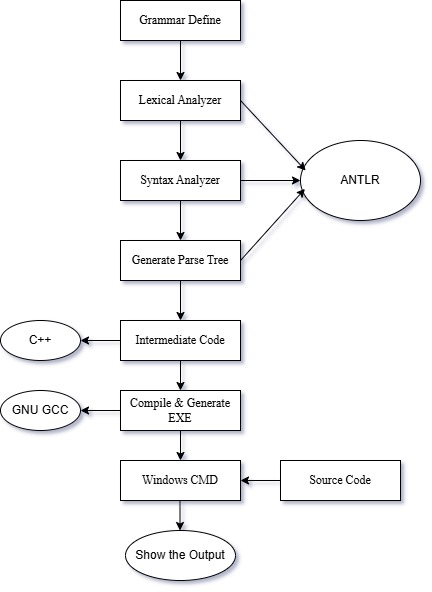 Grammar Define
Lexical Analyzer
Syntax Analyzer
ANTLR
Generate Parse Tree
C++
Intermediate Code
GNU GCC
Compile & Generate
EXE
Windows CMD
Source Code
Show the Output